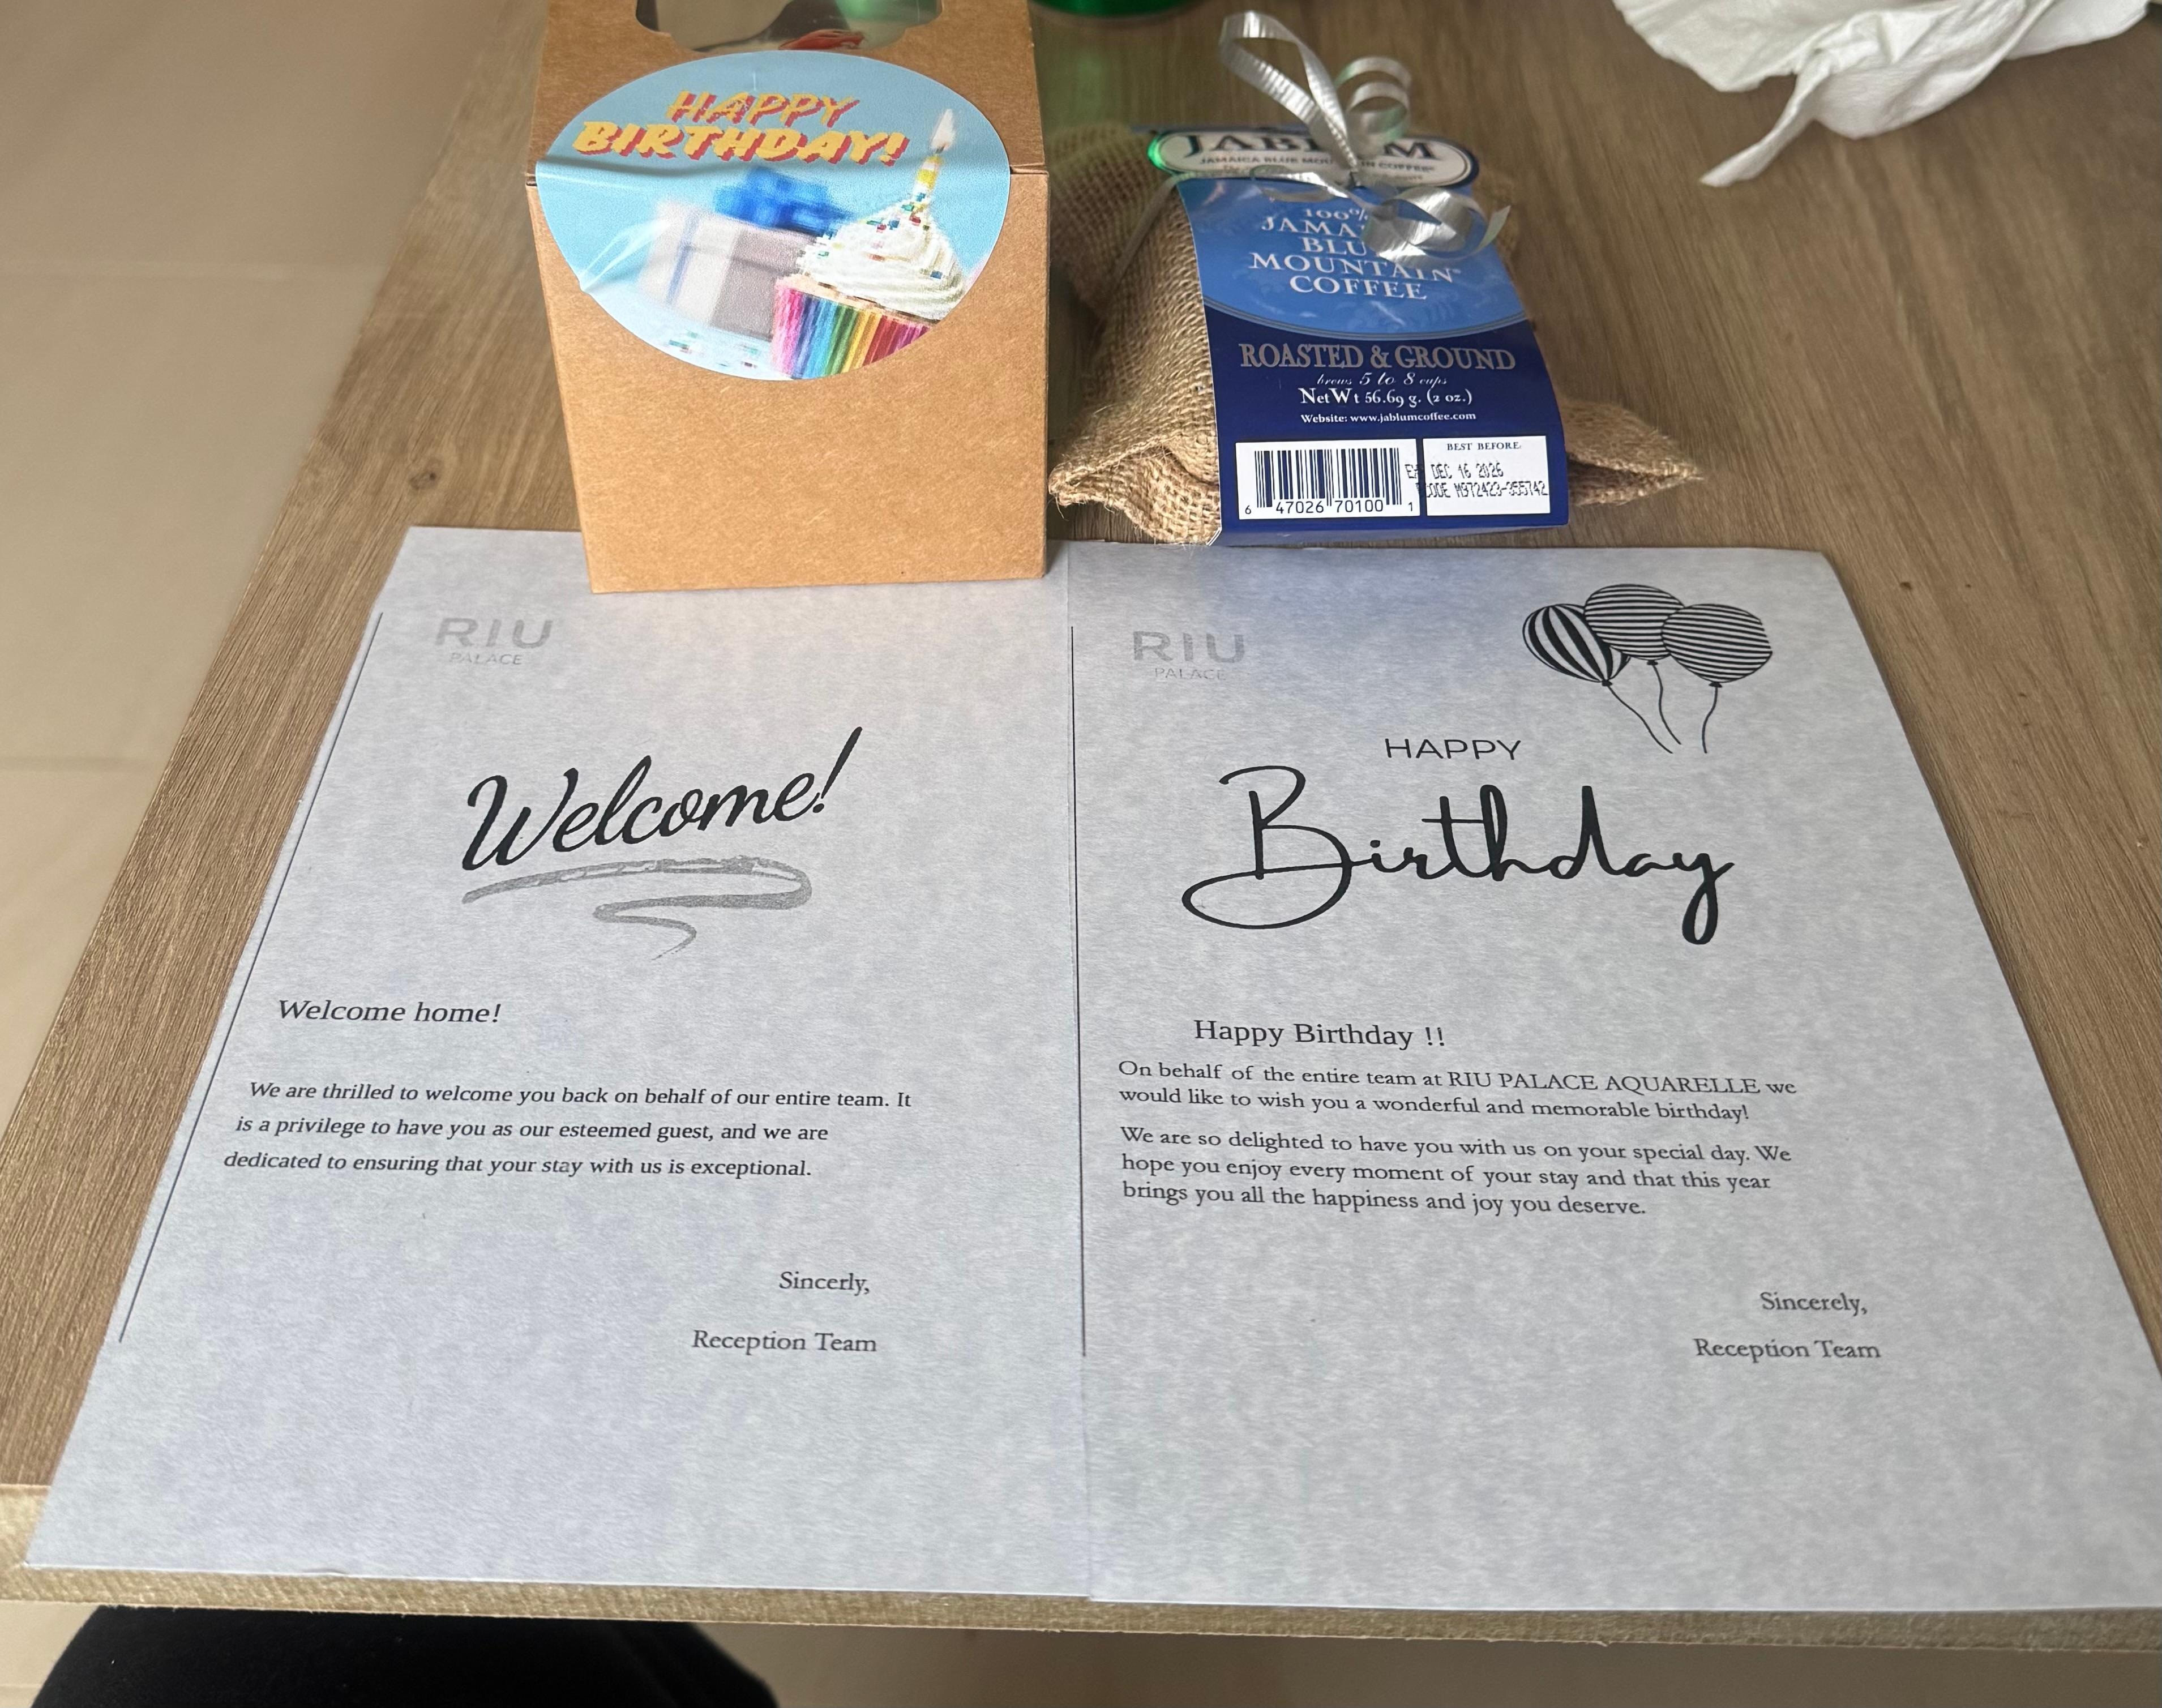 HAPPY
BIRTHDAY!
JAMAICA BLUE
COFFEE
100%
BLU
MOUNTAIN®
COFFEE
ROASTED & GROUND
brews 5 to 8 cups
Net Wt 56.69 g. (2 oz.)
Website: www.jablumcoffee.com
BEST BEFORE
DEC 16 2026
CODE M972423-355742
6 47026 70100 1
RIU
PALACE
Welcome!
Welcome home!
We are thrilled to welcome you back on behalf of our entire team. It
is a privilege to have you as our esteemed guest, and we are
dedicated to ensuring that your stay with us is exceptional.
Sincerly,
Reception Team
RIU
PALACE
HAPPY
Birthday
Happy Birthday !!
On behalf of the entire team at RIU PALACE AQUARELLE we
would like to wish you a wonderful and memorable birthday!
We are so delighted to have you with us on your special day. We
hope you enjoy every moment of your stay and that this year
brings you all the happiness and joy you deserve.
Sincerely,
Reception Team